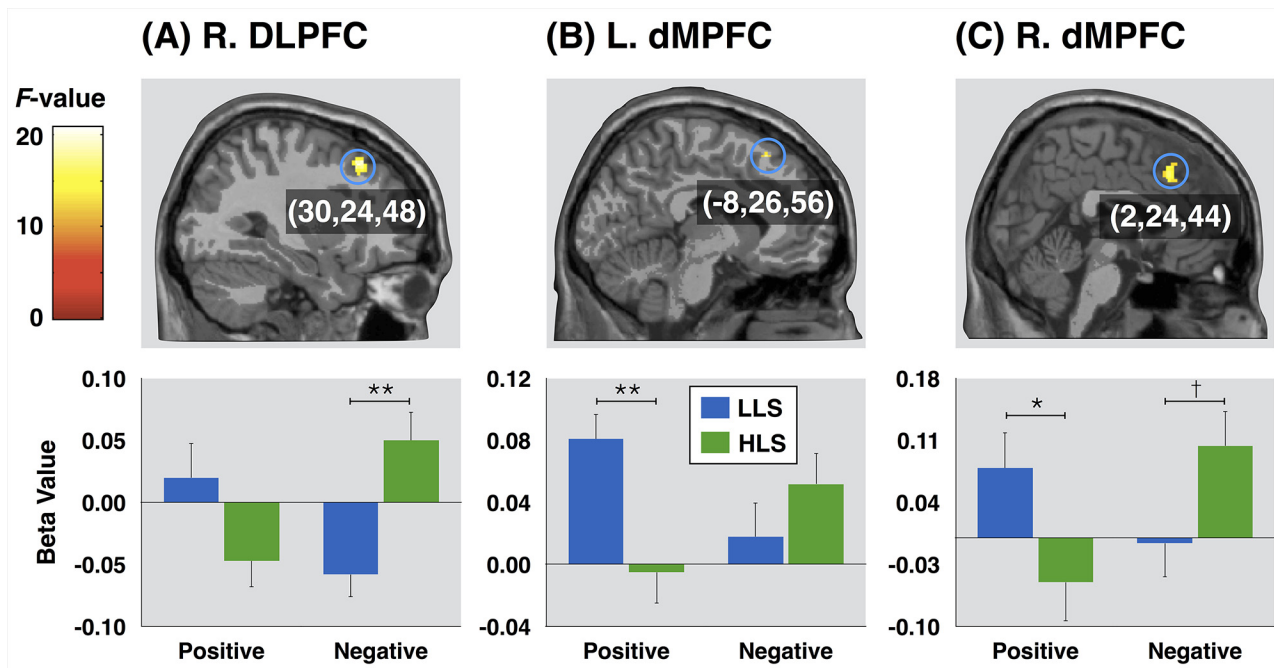 (A) R. DLPFC
(B) L. dMPFC
(C) R. dMPFC
F-value
20
10
0
(30,24,48)
(-8,26,56)
(2,24,44)
Beta Value
0.10
0.05
0.00
-0.05
-0.10
**
Positive
Negative
0.12
0.08
0.04
0.00
-0.04
**
LLS
HLS
Positive
Negative
0.18
0.11
0.04
-0.03
-0.10
*
†
Positive
Negative